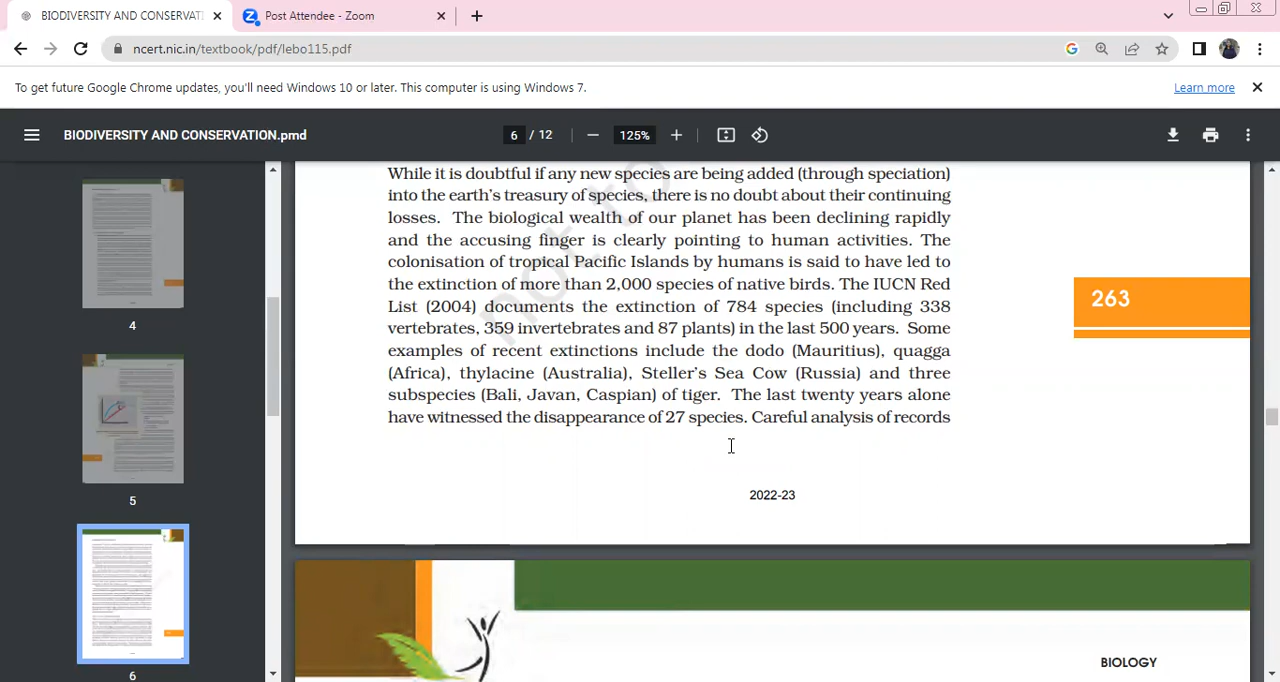 BIODIVERSITY AND CONSERVATI
Post Attendee - Zoom
ncert.nic.in/textbook/pdf/lebo115.pdf
To get future Google Chrome updates, you'll need Windows 10 or later. This computer is using Windows 7.
Learn more
BIODIVERSITY AND CONSERVATION.pmd
6 / 12
125%
4
5
6
While it is doubtful if any new species are being added (through speciation)
into the earth's treasury of species, there is no doubt about their continuing
losses. The biological wealth of our planet has been declining rapidly
and the accusing finger is clearly pointing to human activities. The
colonisation of tropical Pacific Islands by humans is said to have led to
the extinction of more than 2,000 species of native birds. The IUCN Red
List (2004) documents the extinction of 784 species (including 338
vertebrates, 359 invertebrates and 87 plants) in the last 500 years. Some
examples of recent extinctions include the dodo (Mauritius), quagga
(Africa), thylacine (Australia), Steller's Sea Cow (Russia) and three
subspecies (Bali, Javan, Caspian) of tiger. The last twenty years alone
have witnessed the disappearance of 27 species. Careful analysis of records
not to
263
2022-23
BIOLOGY